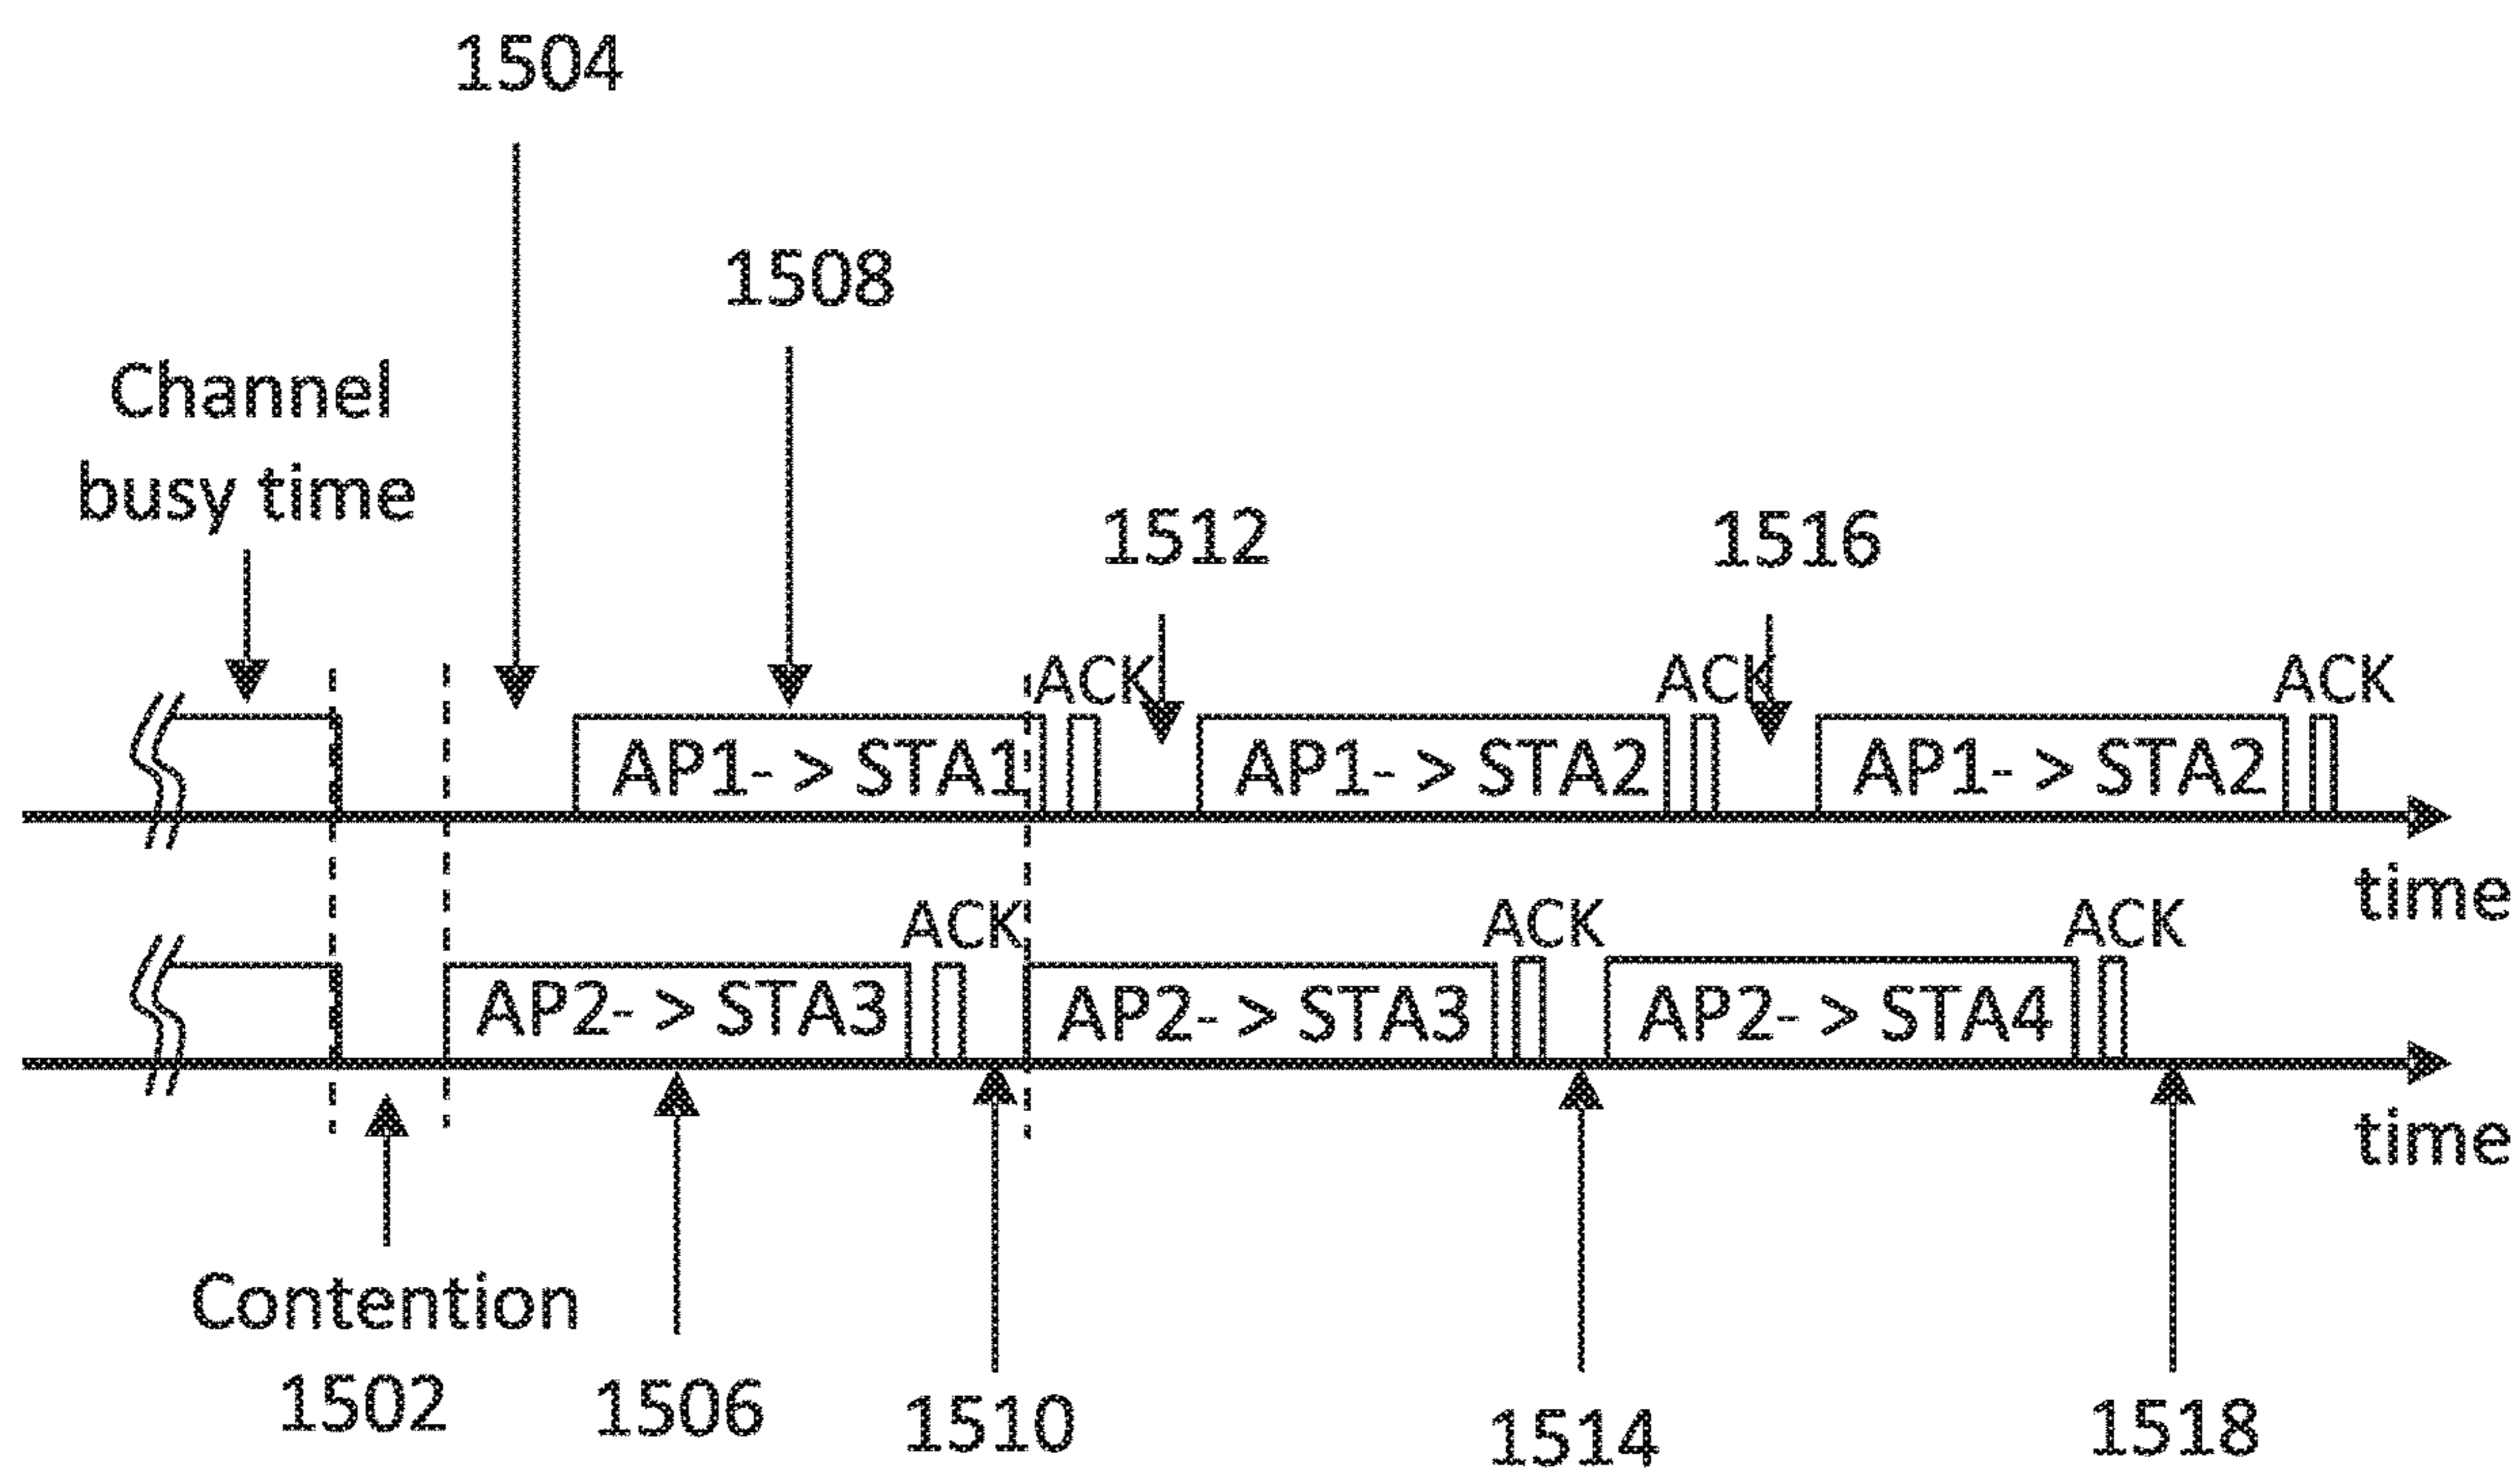 1504
1508
Channel
busy time
1512
1516
ACK
ACK
ACK
AP1- > STA1
AP1- > STA2
AP1- > STA2
time
ACK
ACK
ACK
AP2- > STA3
AP2- > STA3
AP2- > STA4
time
Contention
1502
1506
1510
1514
1518